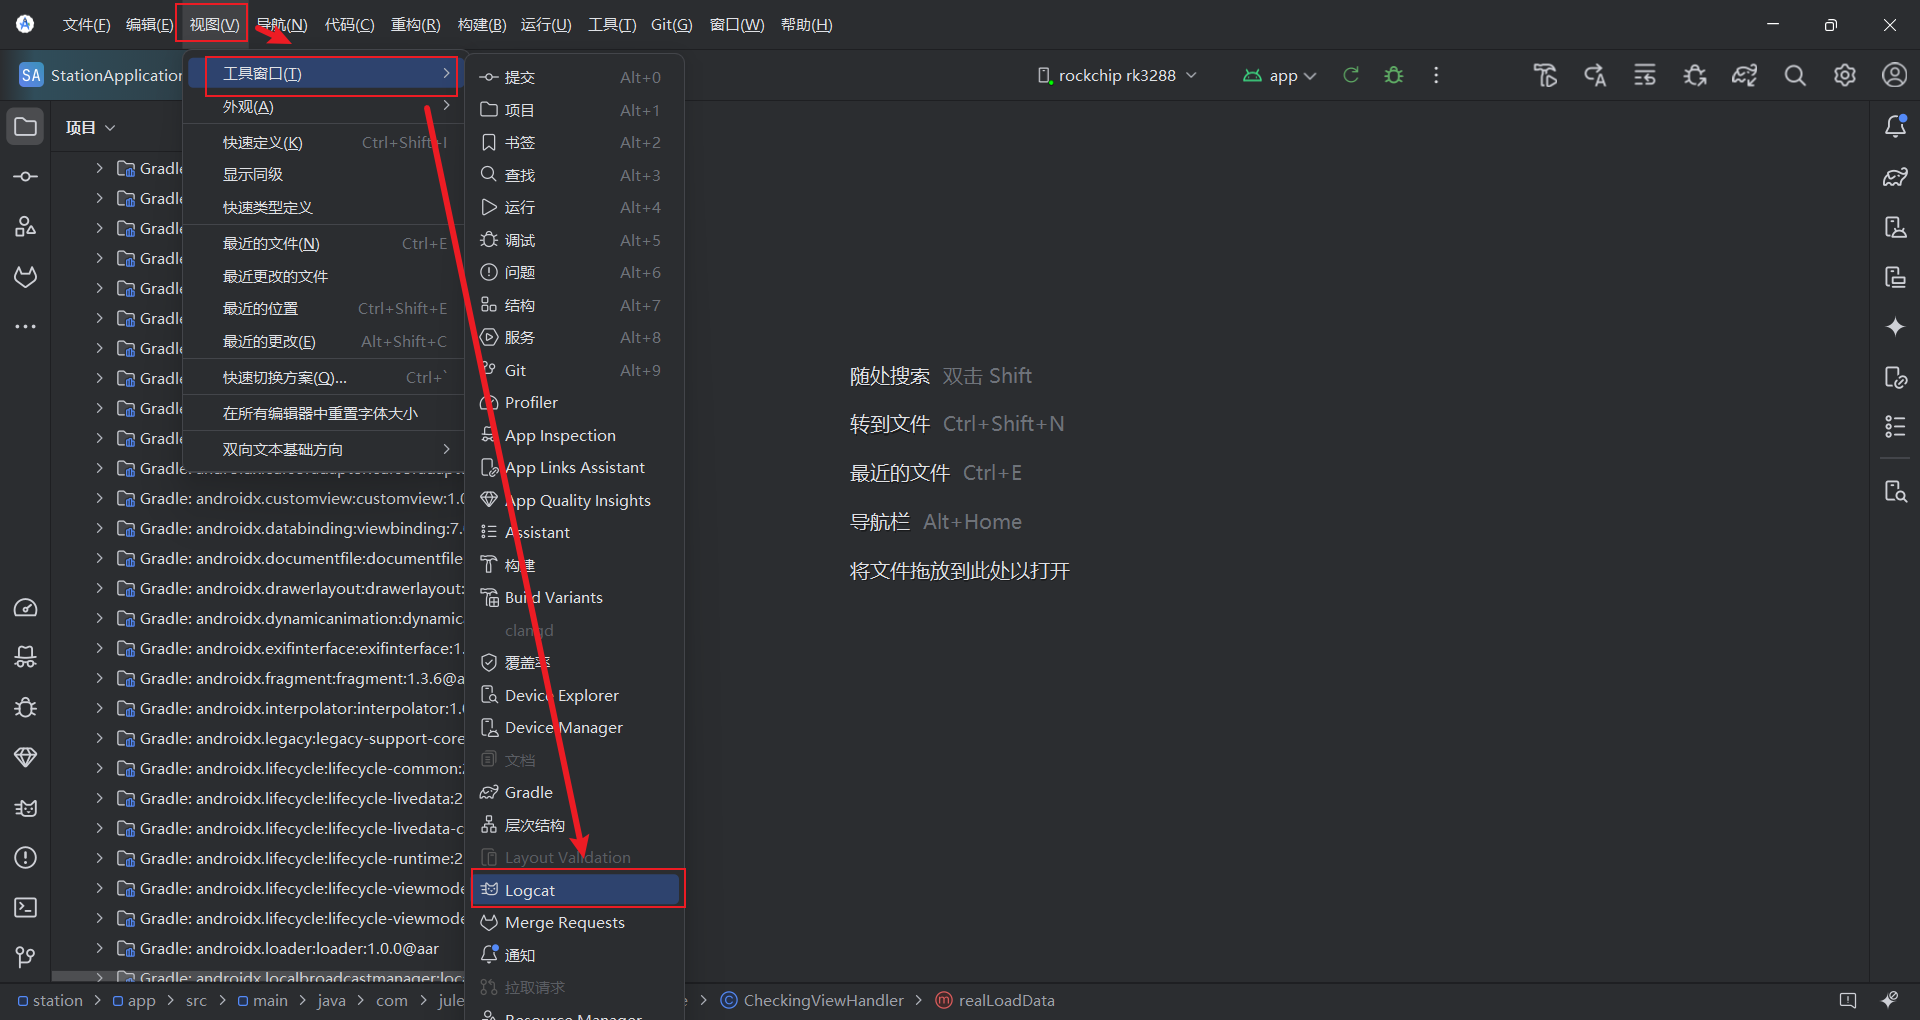 文件(F) 编辑(E) 视图(V) 导航(N) 代码(C) 重构(R) 构建(B) 运行(U) 工具(T) Git(G) 窗口(W) 帮助(H)
SA StationApplication
rockchip rk3288
app
项目
工具窗口(T)
外观(A)
快速定义(K) Ctrl+Shift+I
显示同级
快速类型定义
最近的文件(N) Ctrl+E
最近更改的文件
最近的位置 Ctrl+Shift+E
最近的更改(E) Alt+Shift+C
快速切换方案(Q)... Ctrl+`
在所有编辑器中重置字体大小
双向文本基础方向
提交 Alt+0
项目 Alt+1
书签 Alt+2
查找 Alt+3
运行 Alt+4
调试 Alt+5
问题 Alt+6
结构 Alt+7
服务 Alt+8
Git Alt+9
Profiler
App Inspection
App Links Assistant
App Quality Insights
Assistant
构建
Build Variants
clangd
覆盖率
Device Explorer
Device Manager
文档
Gradle
层次结构
Layout Validation
Logcat
Merge Requests
通知
拉取请求
Resource Manager
Gradle
Gradle
Gradle
Gradle
Gradle
Gradle
Gradle
Gradle
Gradle
Gradle
Gradle:
Gradle: androidx.customview:customview:1.0
Gradle: androidx.databinding:viewbinding:7.
Gradle: androidx.documentfile:documentfile
Gradle: androidx.drawerlayout:drawerlayout:
Gradle: androidx.dynamicanimation:dynamic
Gradle: androidx.exifinterface:exifinterface:1.
Gradle: androidx.fragment:fragment:1.3.6@a
Gradle: androidx.interpolator:interpolator:1.0
Gradle: androidx.legacy:legacy-support-core
Gradle: androidx.lifecycle:lifecycle-common:2
Gradle: androidx.lifecycle:lifecycle-livedata:2
Gradle: androidx.lifecycle:lifecycle-livedata-c
Gradle: androidx.lifecycle:lifecycle-runtime:2
Gradle: androidx.lifecycle:lifecycle-viewmode
Gradle: androidx.lifecycle:lifecycle-viewmode
Gradle: androidx.loader:loader:1.0.0@aar
Gradle: androidx.localbroadcastmanager:loc
随处搜索 双击 Shift
转到文件 Ctrl+Shift+N
最近的文件 Ctrl+E
导航栏 Alt+Home
将文件拖放到此处以打开
station > app > src > main > java > com > jule
e > CheckingViewHandler > realLoadData